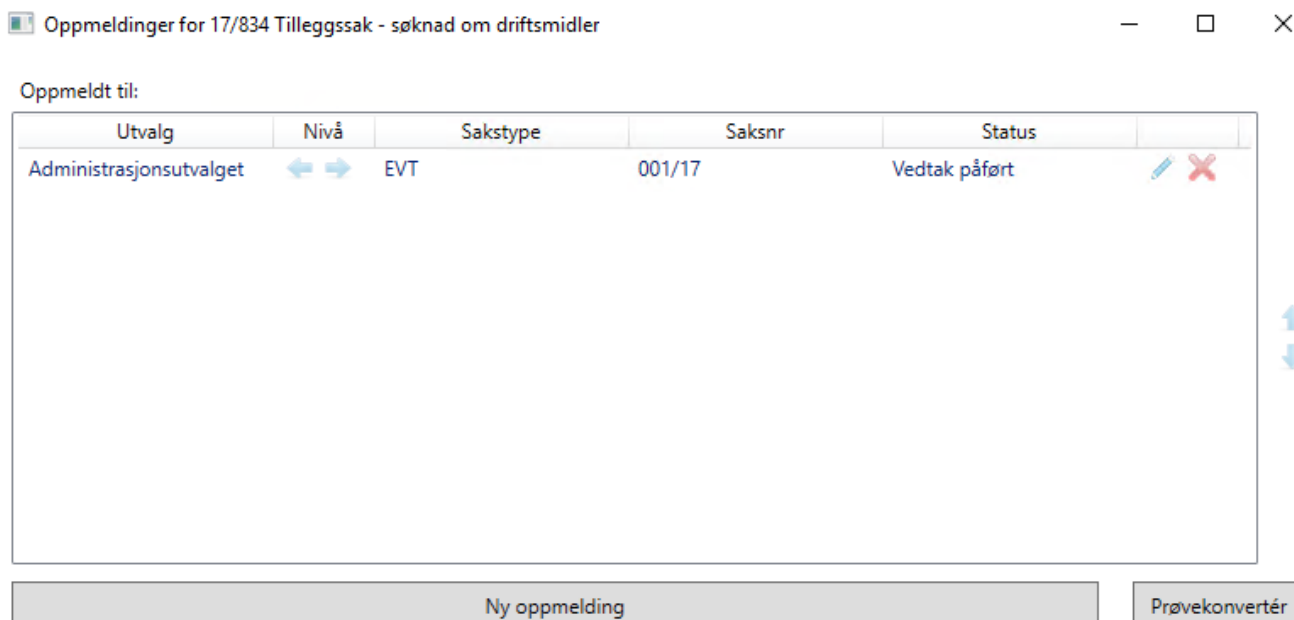 Oppmeldinger for 17/834 Tilleggssak - søknad om driftsmidler
Oppmeldt til:
Utvalg Nivå Sakstype Saksnr Status
Administrasjonsutvalget EVT 001/17 Vedtak påført
Ny oppmelding Prøvekonvertér